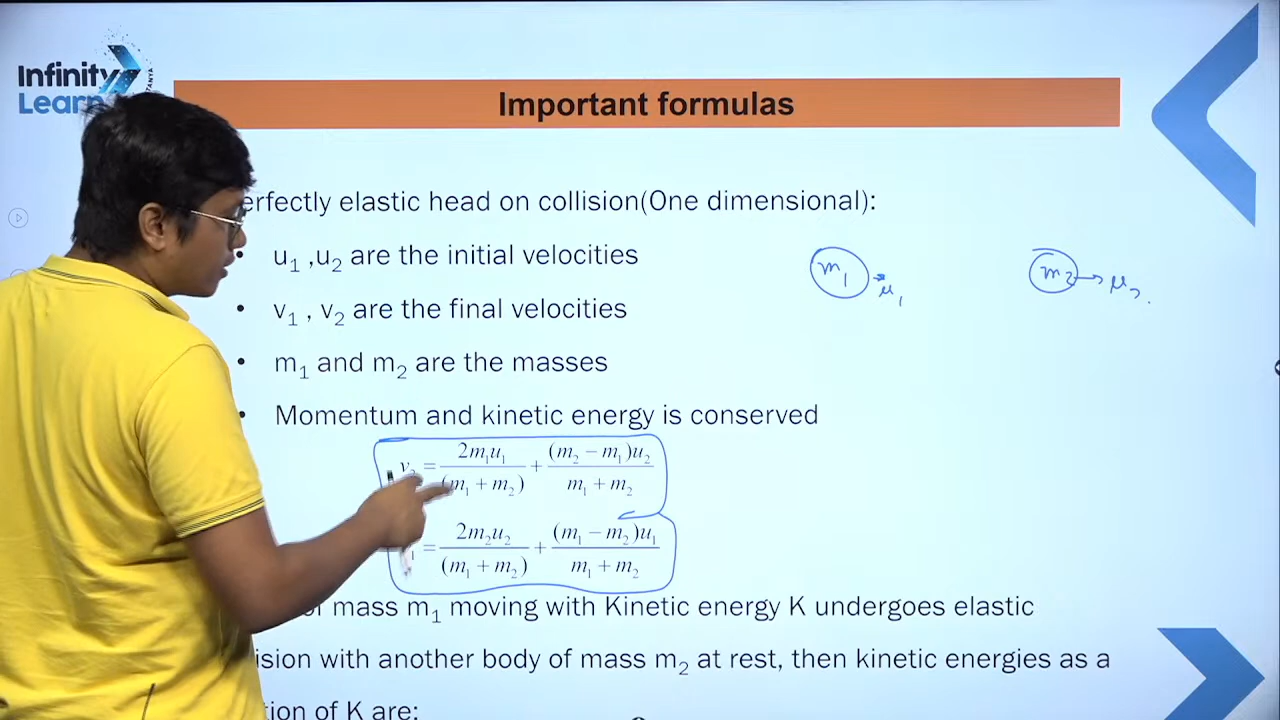 Infinity
Learn
Important formulas
erfectly elastic head on collision(One dimensional):
• u₁ ,u₂ are the initial velocities
m₁ u₁ m₂ → u₂
• v₁ , v₂ are the final velocities
• m₁ and m₂ are the masses
• Momentum and kinetic energy is conserved
v₂ = 2m₁u₁ / (m₁ + m₂) + (m₂ − m₁)u₂ / m₁ + m₂
₁ = 2m₂u₂ / (m₁ + m₂) + (m₁ − m₂)u₁ / m₁ + m₂
mass m₁ moving with Kinetic energy K undergoes elastic
ision with another body of mass m₂ at rest, then kinetic energies as a
tion of K are: